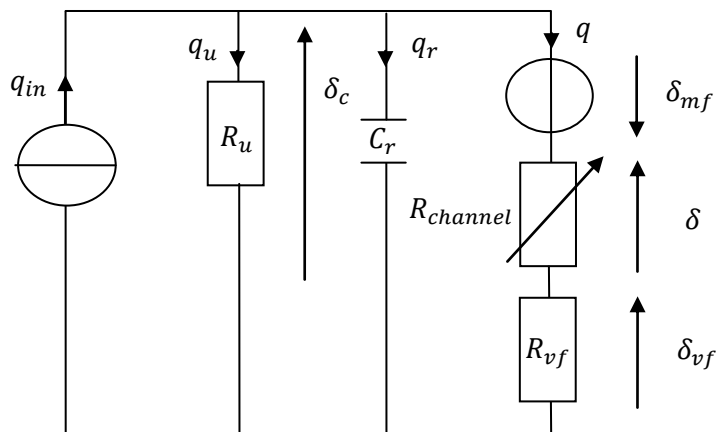 q_in
q_u
R_u
δ_c
q_r
C_r
q
δ_mf
R_channel
δ
R_vf
δ_vf